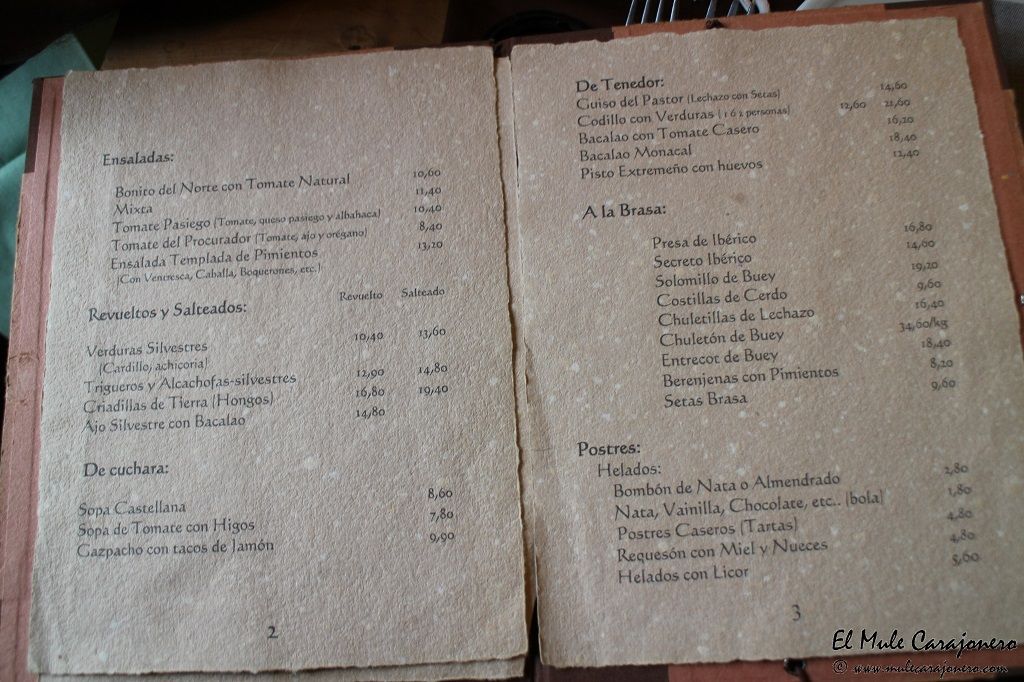 Ensaladas:
Bonito del Norte con Tomate Natural 10,60
Mixta 11,40
Tomate Pasiego (Tomate, queso pasiego y albahaca) 10,40
Tomate del Procurador (Tomate, ajo y orégano) 8,40
Ensalada Templada de Pimientos 13,20
(Con Ventresca, Caballa, Boquerones, etc.)
Revueltos y Salteados: Revuelto Salteado
Verduras Silvestres 10,40 13,60
(Cardillo, achicoria)
Trigueros y Alcachofas-silvestres 12,90 14,80
Criadillas de Tierra (Hongos) 16,80 19,40
Ajo Silvestre con Bacalao 14,80
De cuchara:
Sopa Castellana 8,60
Sopa de Tomate con Higos 7,80
Gazpacho con tacos de Jamón 9,90
2
De Tenedor:
Guiso del Pastor (Lechazo con Setas) 14,60
Codillo con Verduras (1 ó 2 personas) 12,60 21,60
Bacalao con Tomate Casero 16,20
Bacalao Monacal 18,40
Pisto Extremeño con huevos 12,40
A la Brasa:
Presa de Ibérico 16,80
Secreto Ibérico 14,60
Solomillo de Buey 19,20
Costillas de Cerdo 9,60
Chuletillas de Lechazo 16,40
Chuletón de Buey 34,60/kg
Entrecot de Buey 18,40
Berenjenas con Pimientos 8,20
Setas Brasa 9,60
Postres:
Helados:
Bombón de Nata o Almendrado 2,80
Nata, Vainilla, Chocolate, etc.. (bola) 1,80
Postres Caseros (Tartas) 4,80
Requesón con Miel y Nueces 4,80
Helados con Licor 5,60
3
El Mule Carajonero
© www.mulecarajonero.com